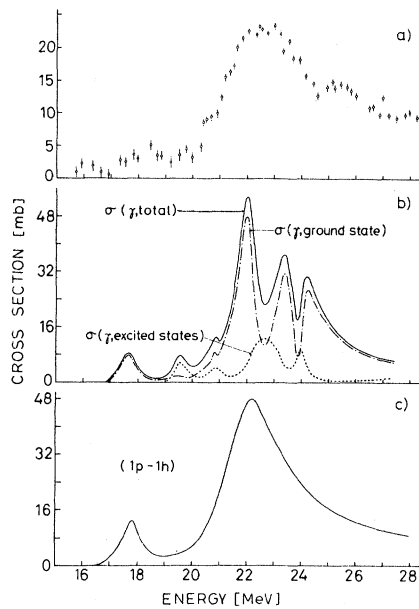 a)
20
15
10
5
0
b)
σ(γ,total)
48
σ(γ,ground state)
32
σ(γ,excited states)
16
0
CROSS SECTION [mb]
c)
48
(1p-1h)
32
16
0
16 18 20 22 24 26 28
ENERGY [MeV]